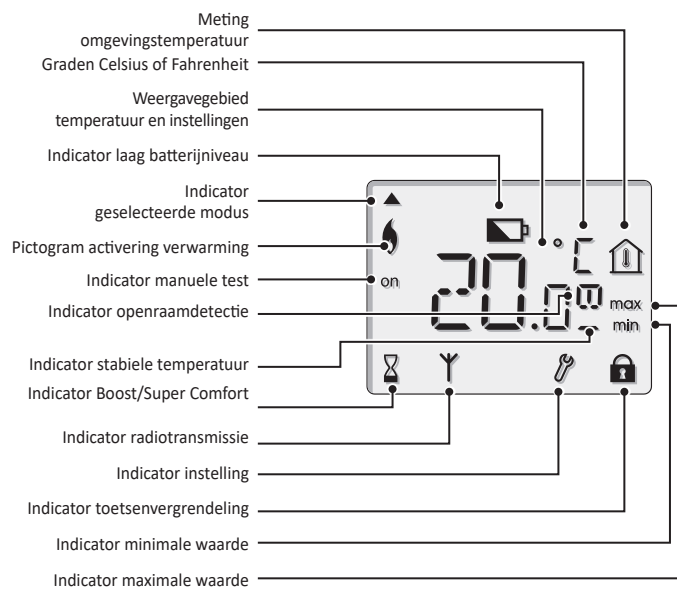 Meting
omgevingstemperatuur
Graden Celsius of Fahrenheit
Weergavegebied
temperatuur en instellingen
Indicator laag batterijniveau
Indicator
geselecteerde modus
Pictogram activering verwarming
Indicator manuele test
Indicator openraamdetectie
Indicator stabiele temperatuur
Indicator Boost/Super Comfort
Indicator radiotransmissie
Indicator instelling
Indicator toetsenvergrendeling
Indicator minimale waarde
Indicator maximale waarde
on
20.0
°C
max
min